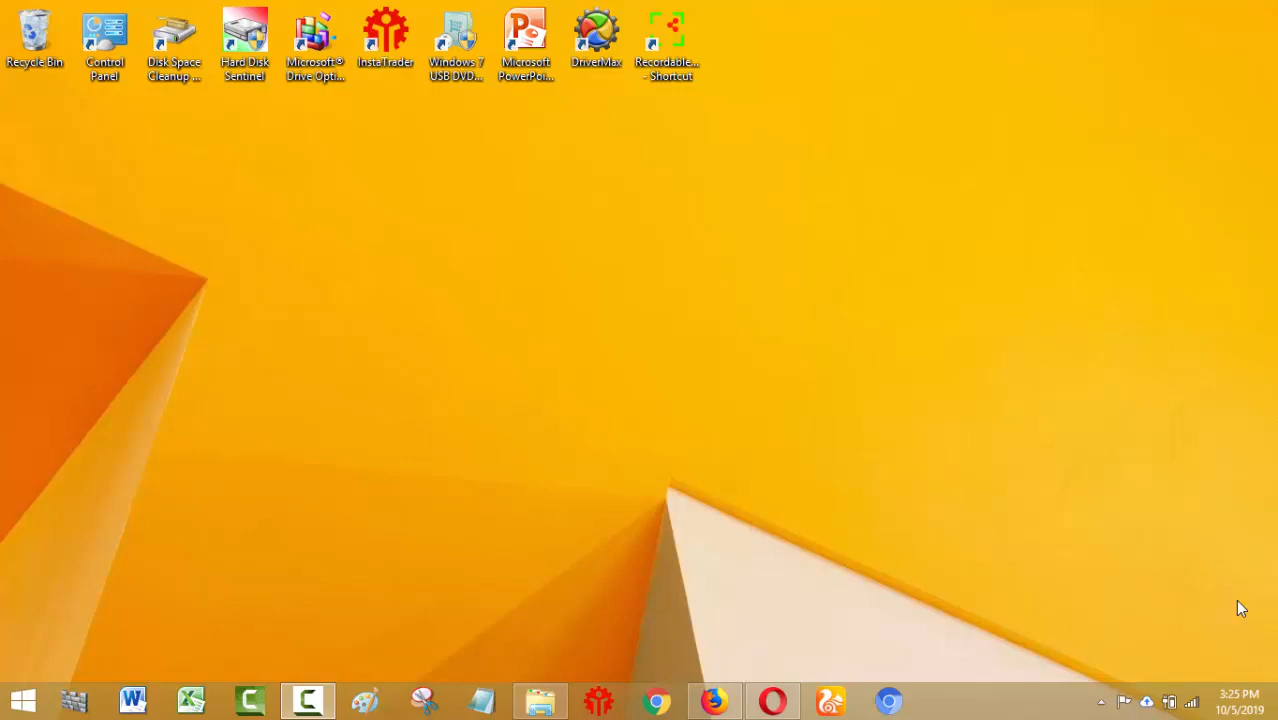 Recycle Bin
Control
Panel
Disk Space
Cleanup ...
Hard Disk
Sentinel
Microsoft®
Drive Opti...
InstaTrader
Windows 7
USB DVD...
Microsoft
PowerPoi...
DriverMax
Recordable...
- Shortcut
3:25 PM
10/5/2019